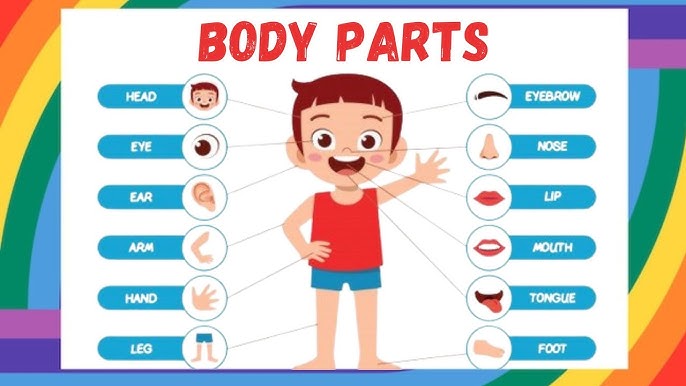 BODY PARTS
HEAD
EYE
EAR
ARM
HAND
LEG
EYEBROW
NOSE
LIP
MOUTH
TONGUE
FOOT